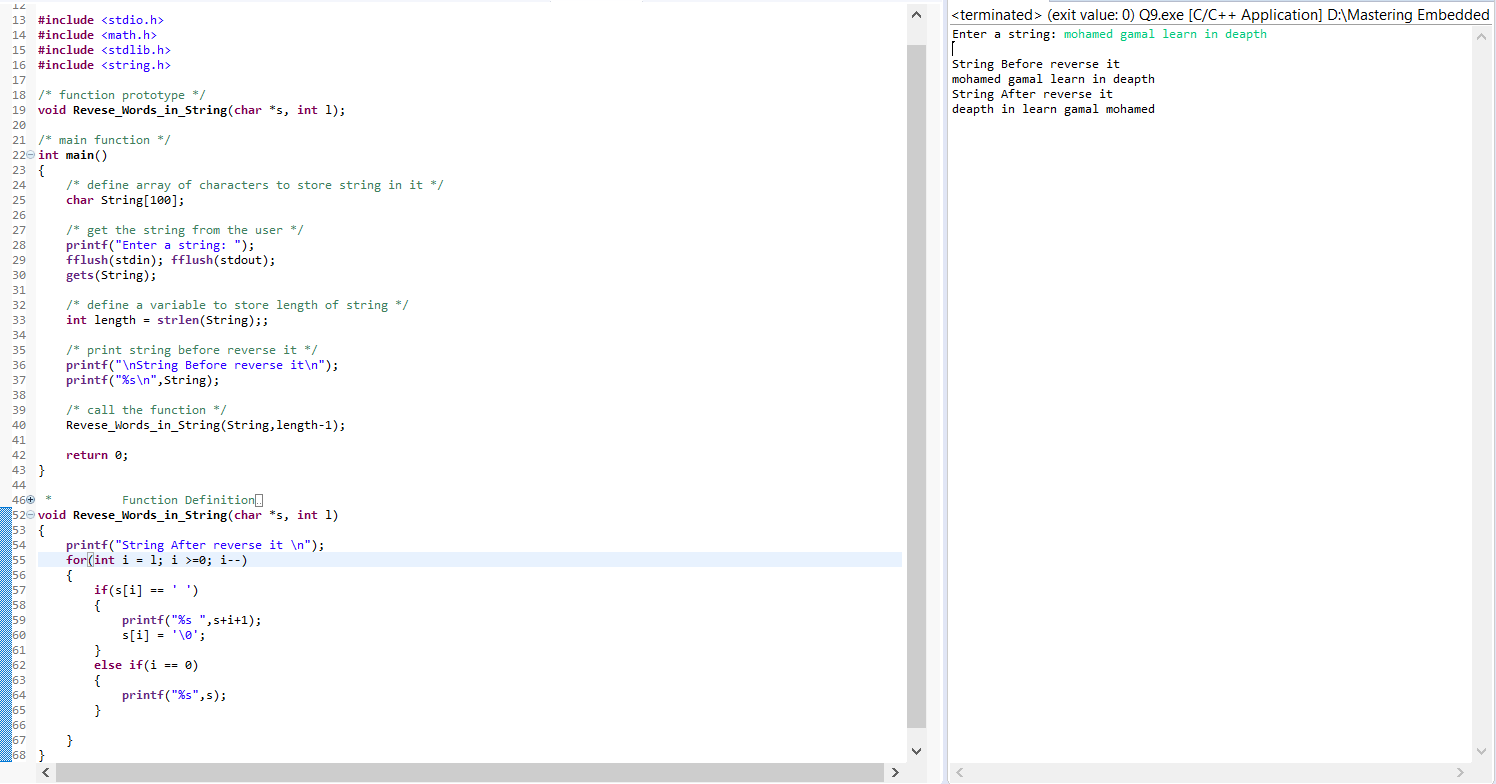 12
13 #include <stdio.h>
14 #include <math.h>
15 #include <stdlib.h>
16 #include <string.h>
17
18 /* function prototype */
19 void Revese_Words_in_String(char *s, int l);
20
21 /* main function */
22 int main()
23 {
24 /* define array of characters to store string in it */
25 char String[100];
26
27 /* get the string from the user */
28 printf("Enter a string: ");
29 fflush(stdin); fflush(stdout);
30 gets(String);
31
32 /* define a variable to store length of string */
33 int length = strlen(String);;
34
35 /* print string before reverse it */
36 printf("\nString Before reverse it\n");
37 printf("%s\n",String);
38
39 /* call the function */
40 Revese_Words_in_String(String,length-1);
41
42 return 0;
43 }
44
46 * Function Definition..
52 void Revese_Words_in_String(char *s, int l)
53 {
54 printf("String After reverse it \n");
55 for(int i = l; i >=0; i--)
56 {
57 if(s[i] == ' ')
58 {
59 printf("%s ",s+i+1);
60 s[i] = '\0';
61 }
62 else if(i == 0)
63 {
64 printf("%s",s);
65 }
66
67 }
68 }
<terminated> (exit value: 0) Q9.exe [C/C++ Application] D:\Mastering Embedded
Enter a string: mohamed gamal learn in deapth
String Before reverse it
mohamed gamal learn in deapth
String After reverse it
deapth in learn gamal mohamed